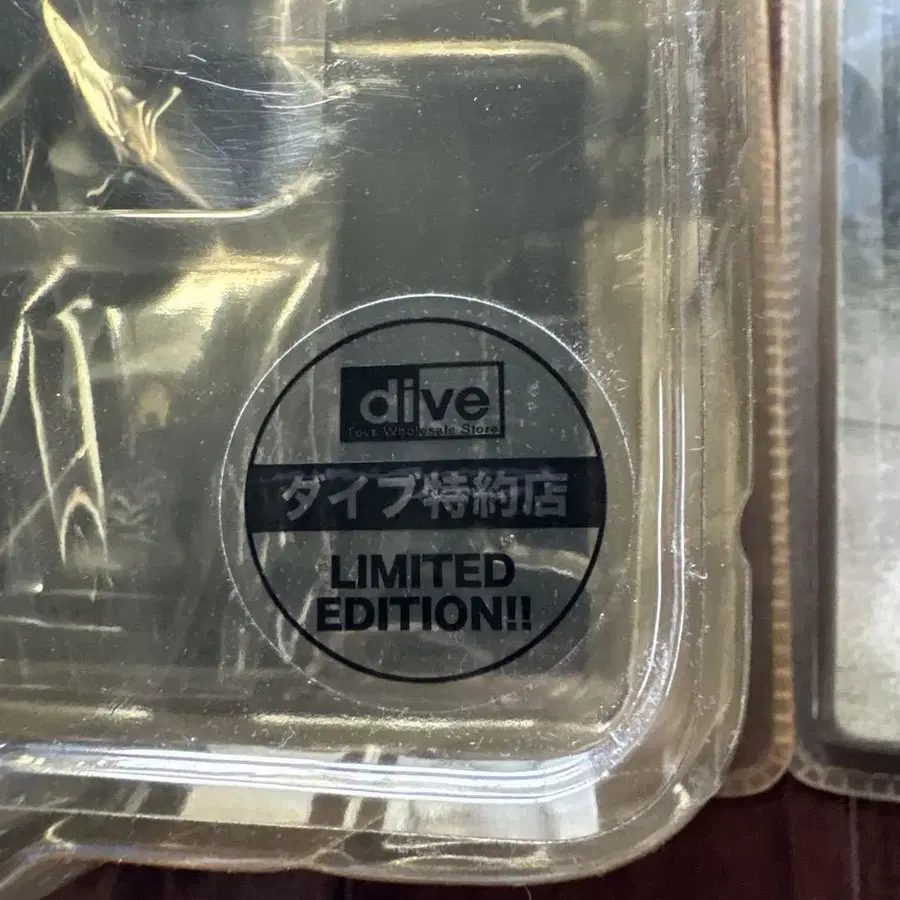 dive
Toys Wholesale Store
ダイブ特約店
LIMITED
EDITION!!